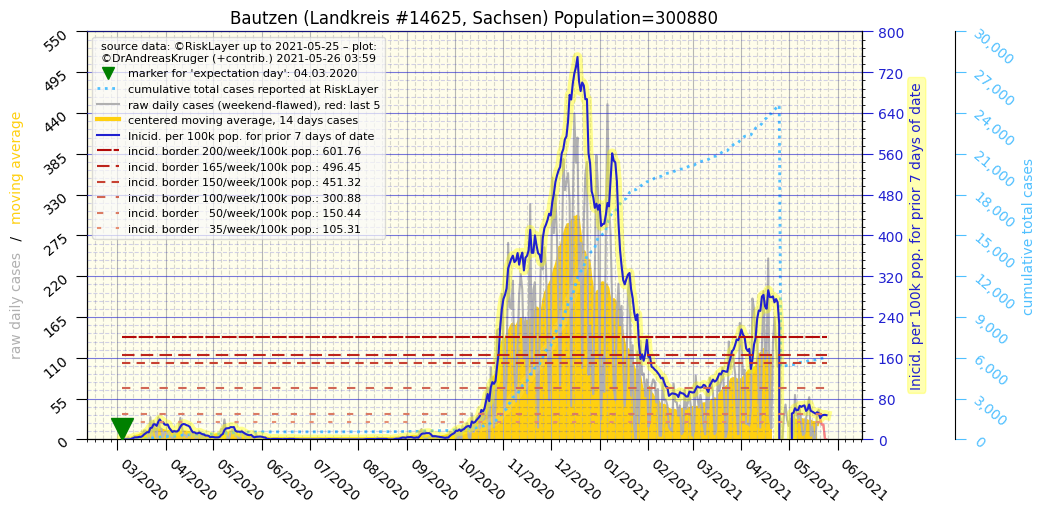 Bautzen (Landkreis #14625, Sachsen) Population=300880
source data: ©RiskLayer up to 2021-05-25 – plot:
©DrAndreasKruger (+contrib.) 2021-05-26 03:59
marker for 'expectation day': 04.03.2020
cumulative total cases reported at RiskLayer
raw daily cases (weekend-flawed), red: last 5
centered moving average, 14 days cases
Inicid. per 100k pop. for prior 7 days of date
incid. border 200/week/100k pop.: 601.76
incid. border 165/week/100k pop.: 496.45
incid. border 150/week/100k pop.: 451.32
incid. border 100/week/100k pop.: 300.88
incid. border   50/week/100k pop.: 150.44
incid. border   35/week/100k pop.: 105.31
raw daily cases   /   moving average
550
495
440
385
330
275
220
165
110
55
0
800
720
640
560
480
400
320
240
160
80
0
Inicid. per 100k pop. for prior 7 days of date
30,000
27,000
24,000
21,000
18,000
15,000
12,000
9,000
6,000
3,000
0
cumulative total cases
03/2020
04/2020
05/2020
06/2020
07/2020
08/2020
09/2020
10/2020
11/2020
12/2020
01/2021
02/2021
03/2021
04/2021
05/2021
06/2021